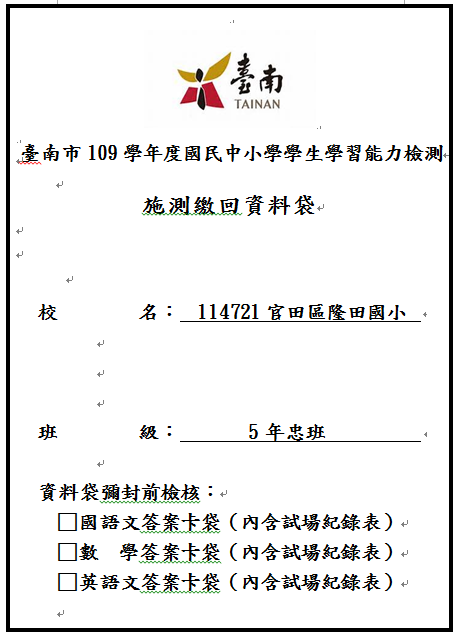 臺南
TAINAN
臺南市 109 學年度國民中小學學生學習能力檢測
施測繳回資料袋
校 名： 114721 官田區隆田國小
班 級： 5 年忠班
資料袋彌封前檢核：
□國語文答案卡袋（內含試場紀錄表）
□數 學答案卡袋（內含試場紀錄表）
□英語文答案卡袋（內含試場紀錄表）